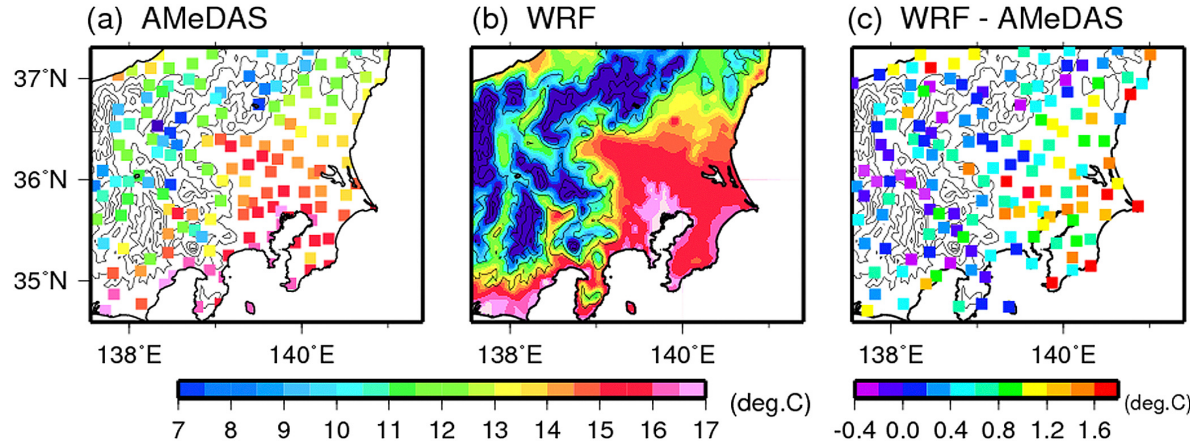 (a) AMeDAS (b) WRF (c) WRF - AMeDAS
37˚N
36˚N
35˚N
138˚E 140˚E 138˚E 140˚E 138˚E 140˚E
7 8 9 10 11 12 13 14 15 16 17 (deg.C) -0.4 0.0 0.4 0.8 1.2 1.6 (deg.C)